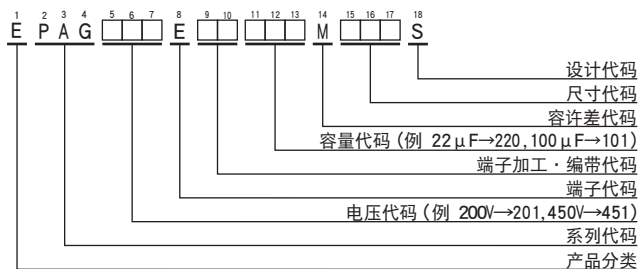 1 2 3 4 5 6 7 8 9 10 11 12 13 14 15 16 17 18
E PAG□□□ E □□ □□□ M □□□ S
设计代码
尺寸代码
容许差代码
容量代码 (例 22μF→220,100μF→101)
端子加工・编带代码
端子代码
电压代码 (例 200V→201,450V→451)
系列代码
产品分类